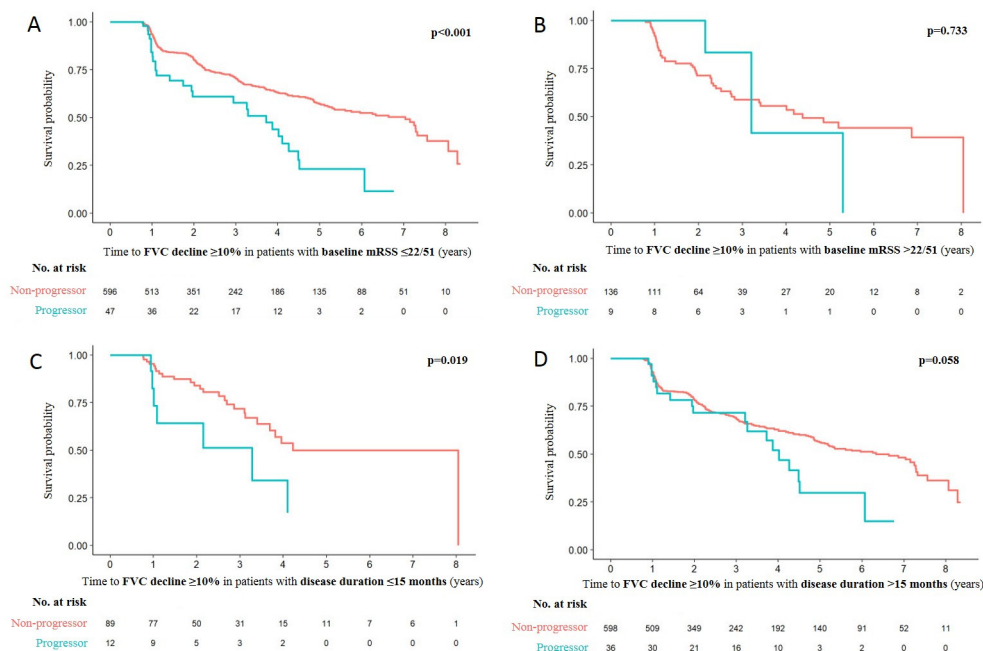 A
p<0.001
1.00
0.75
0.50
0.25
0.00
Survival probability
0 1 2 3 4 5 6 7 8
Time to FVC decline ≥10% in patients with baseline mRSS ≤22/51 (years)
No. at risk
Non-progressor 596 513 351 242 186 135 88 51 10
Progressor 47 36 22 17 12 3 2 0 0
B
p=0.733
1.00
0.75
0.50
0.25
0.00
Survival probability
0 1 2 3 4 5 6 7 8
Time to FVC decline ≥10% in patients with baseline mRSS >22/51 (years)
No. at risk
Non-progressor 136 111 64 39 27 20 12 8 2
Progressor 9 8 6 3 1 1 0 0 0
C
p=0.019
1.00
0.75
0.50
0.25
0.00
Survival probability
0 1 2 3 4 5 6 7 8
Time to FVC decline ≥10% in patients with disease duration ≤15 months (years)
No. at risk
Non-progressor 89 77 50 31 15 11 7 6 1
Progressor 12 9 5 3 2 0 0 0 0
D
p=0.058
1.00
0.75
0.50
0.25
0.00
Survival probability
0 1 2 3 4 5 6 7 8
Time to FVC decline ≥10% in patients with disease duration >15 months (years)
No. at risk
Non-progressor 598 509 349 242 192 140 91 52 11
Progressor 36 30 21 16 10 3 2 0 0